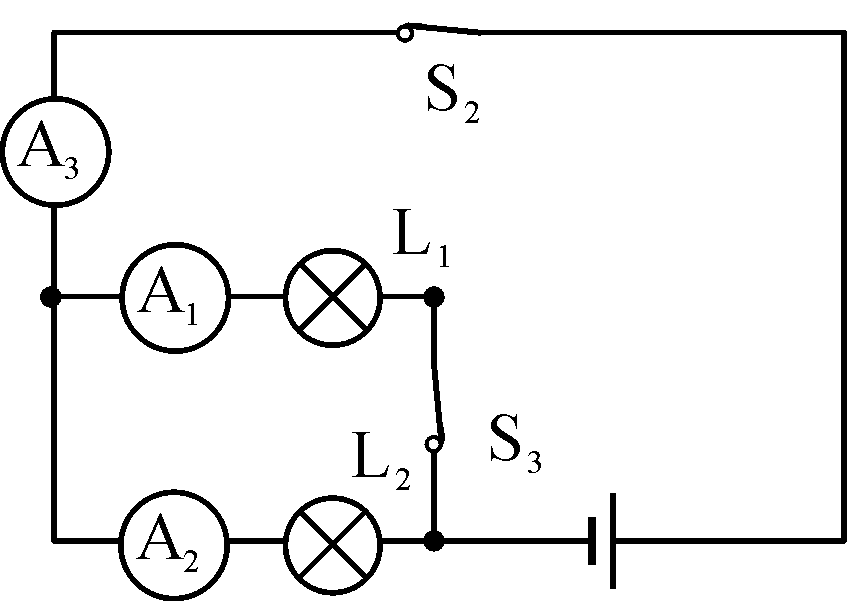 S₂
A₃
L₁
A₁
S₃
L₂
A₂